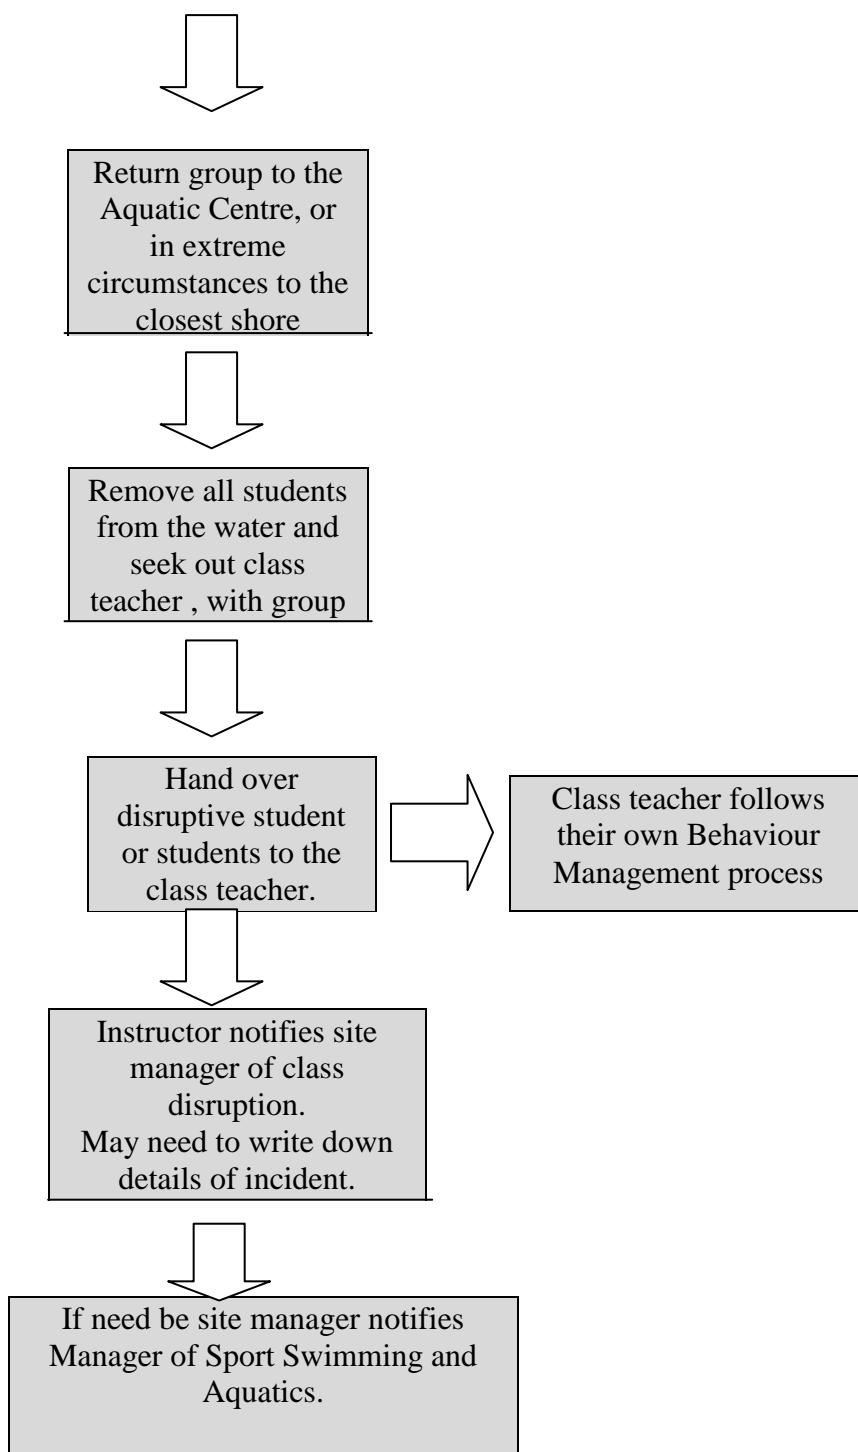 Return group to the
Aquatic Centre, or
in extreme
circumstances to the
closest shore
Remove all students
from the water and
seek out class
teacher , with group
Hand over
disruptive student
or students to the
class teacher.
Class teacher follows
their own Behaviour
Management process
Instructor notifies site
manager of class
disruption.
May need to write down
details of incident.
If need be site manager notifies
Manager of Sport Swimming and
Aquatics.